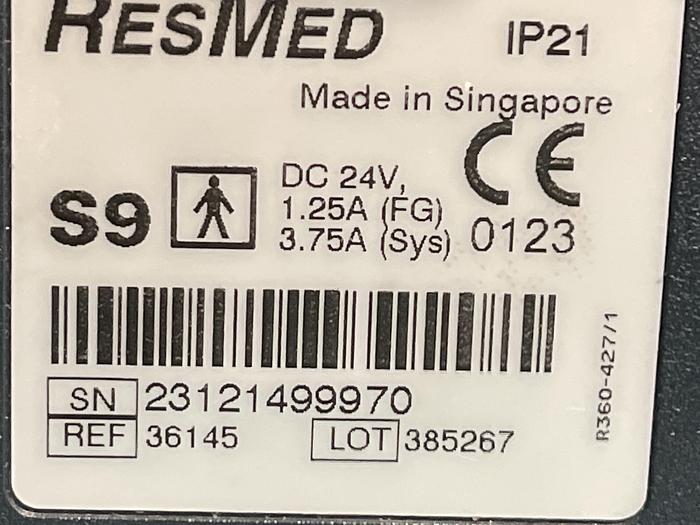 RESMED IP21
Made in Singapore
CE
S9 DC 24V,
1.25A (FG)
3.75A (Sys) 0123
SN 23121499970
REF 36145 LOT 385267
R360-427/1